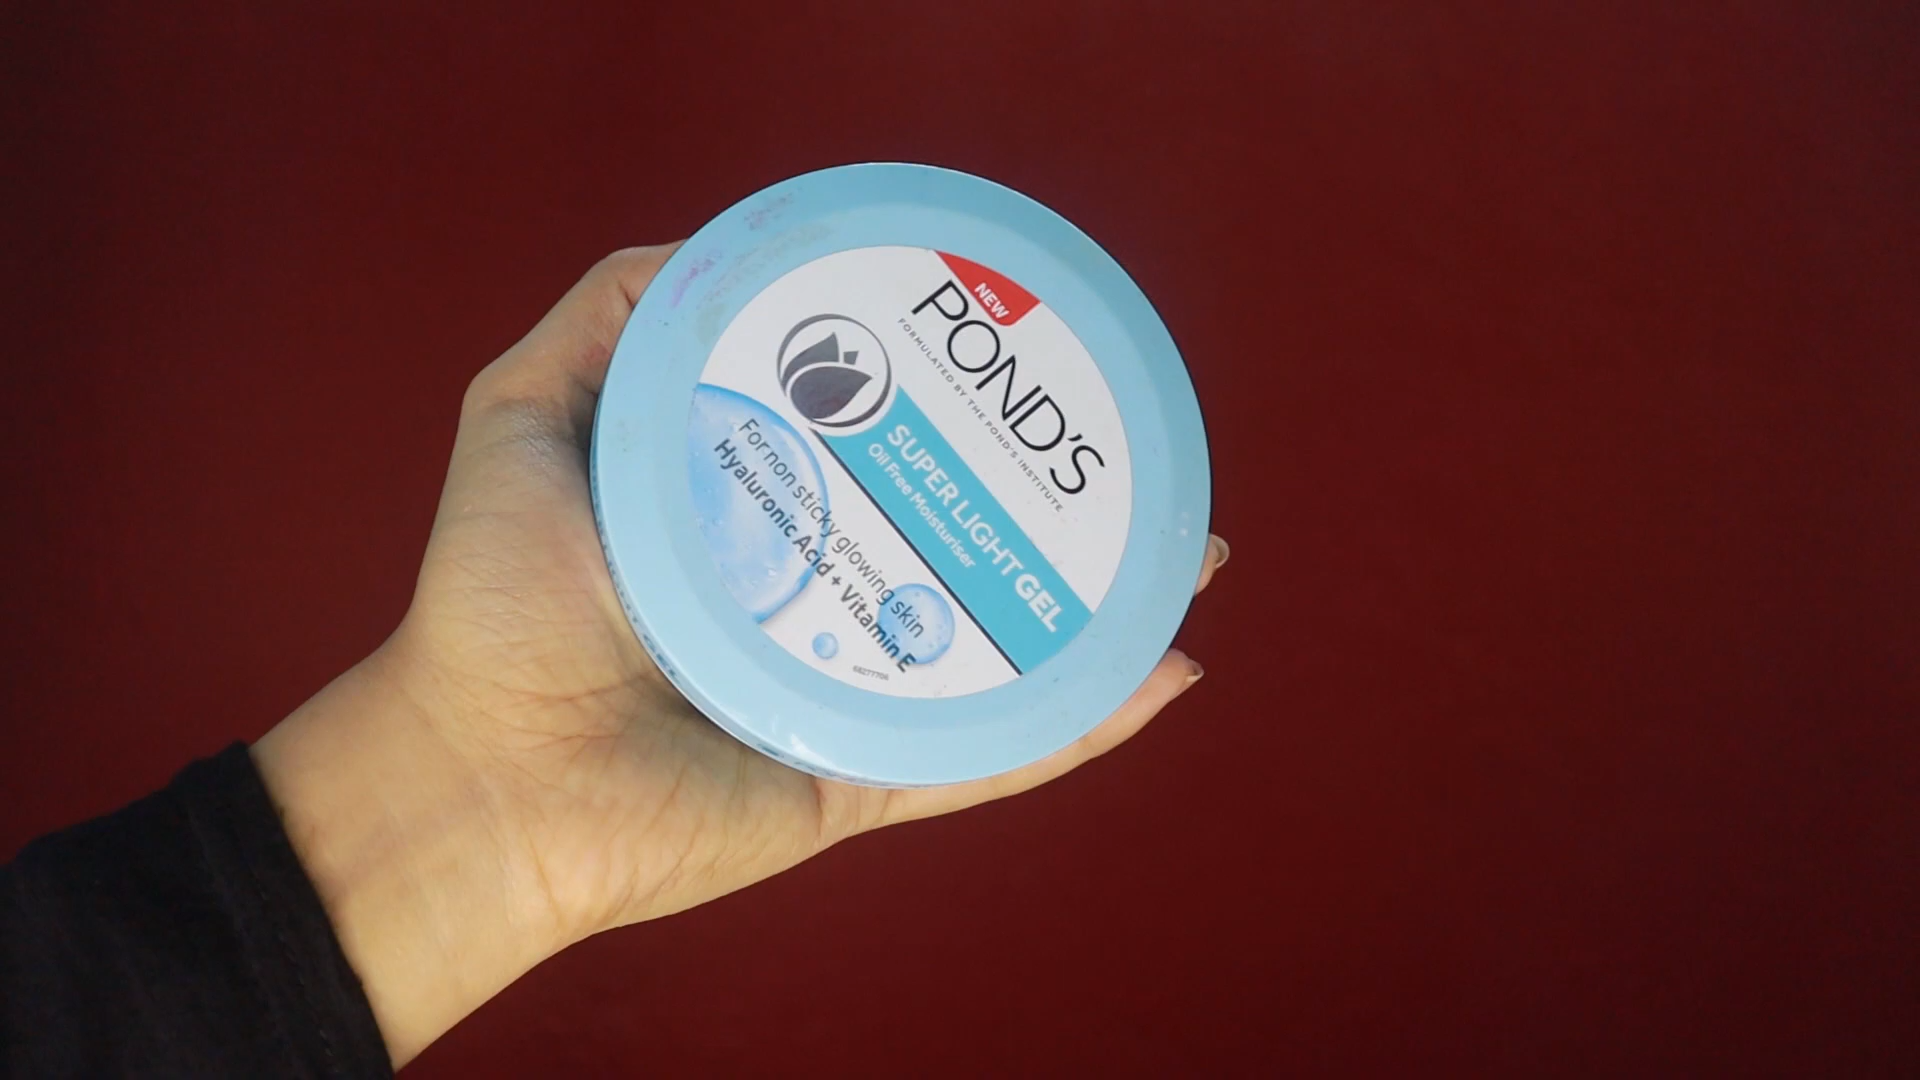 NEW
POND'S
FORMULATED BY THE POND'S INSTITUTE
SUPER LIGHT GEL
Oil Free Moisturiser
For non sticky glowing skin
Hyaluronic Acid + Vitamin E
68277706